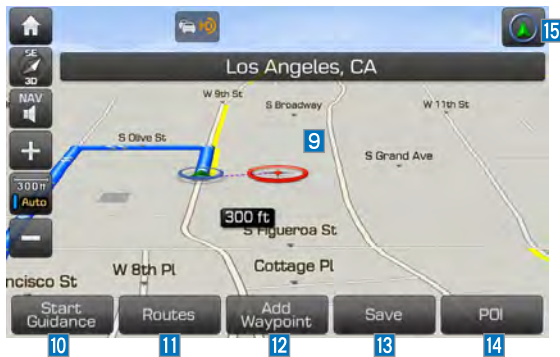 15
SE
3D
Los Angeles, CA
NAV
W 9th St
S Broadway
W 11th St
9
S Olive St
S Grand Ave
300ft
Auto
300 ft
S Figueroa St
W 8th Pl
Cottage Pl
ncisco St
Start Guidance
Routes
Add Waypoint
Save
POI
10
11
12
13
14